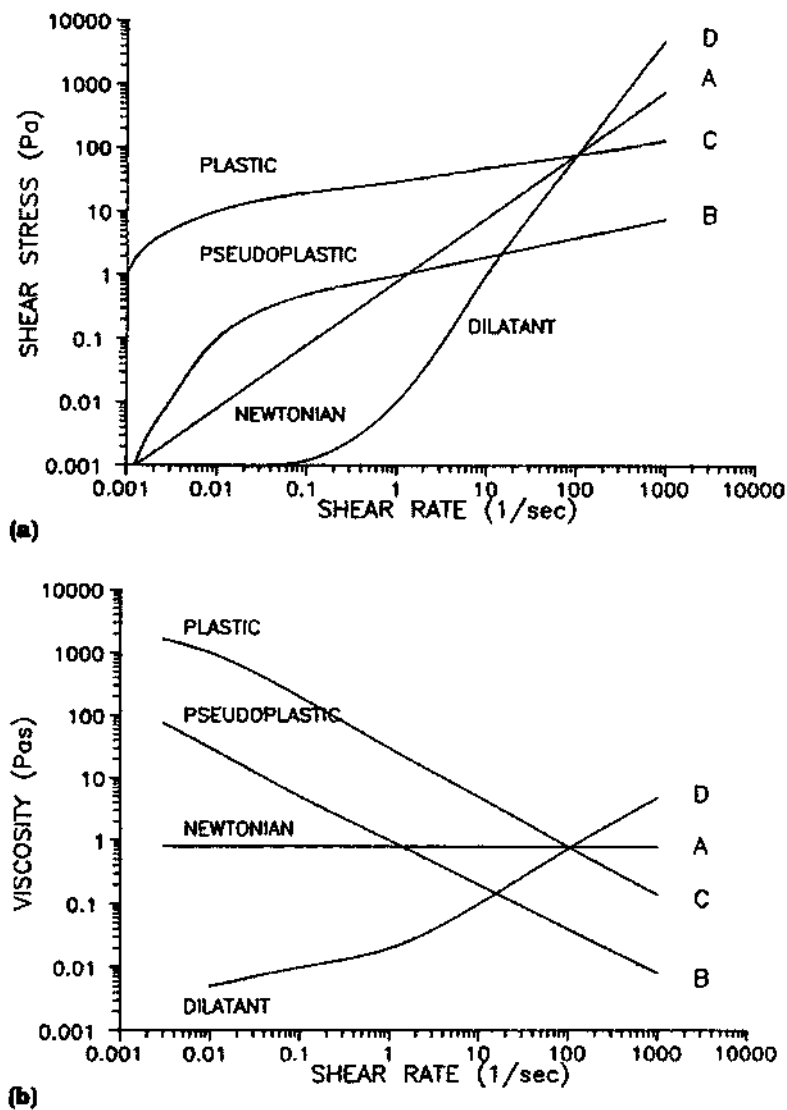 10000
1000
100
10
1
0.1
0.01
0.001
SHEAR STRESS (Pa)
D
A
C
B
PLASTIC
PSEUDOPLASTIC
DILATANT
NEWTONIAN
0.001 0.01 0.1 1 10 100 1000 10000
SHEAR RATE (1/sec)
(a)
10000
1000
100
10
1
0.1
0.01
0.001
VISCOSITY (Pas)
PLASTIC
PSEUDOPLASTIC
NEWTONIAN
DILATANT
D
A
C
B
0.001 0.01 0.1 1 10 100 1000 10000
SHEAR RATE (1/sec)
(b)